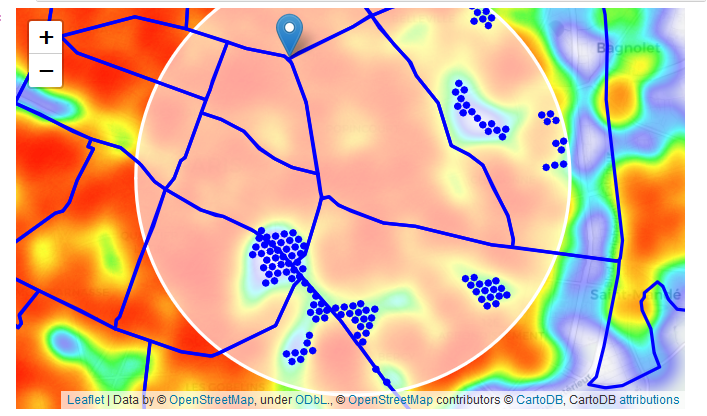 +
Bagnolet
−
Leaflet | Data by © OpenStreetMap, under ODbL., © OpenStreetMap contributors © CartoDB, CartoDB attributions